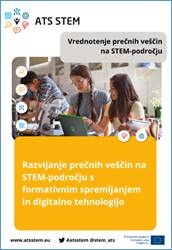 ATS STEM
Vrednotenje prečnih veščin
na STEM-področju
Razvijanje prečnih veščin na
STEM-področju s
formativnim spremljanjem
in digitalno tehnologijo
www.atsstem.eu
#atsstem @stem_ats